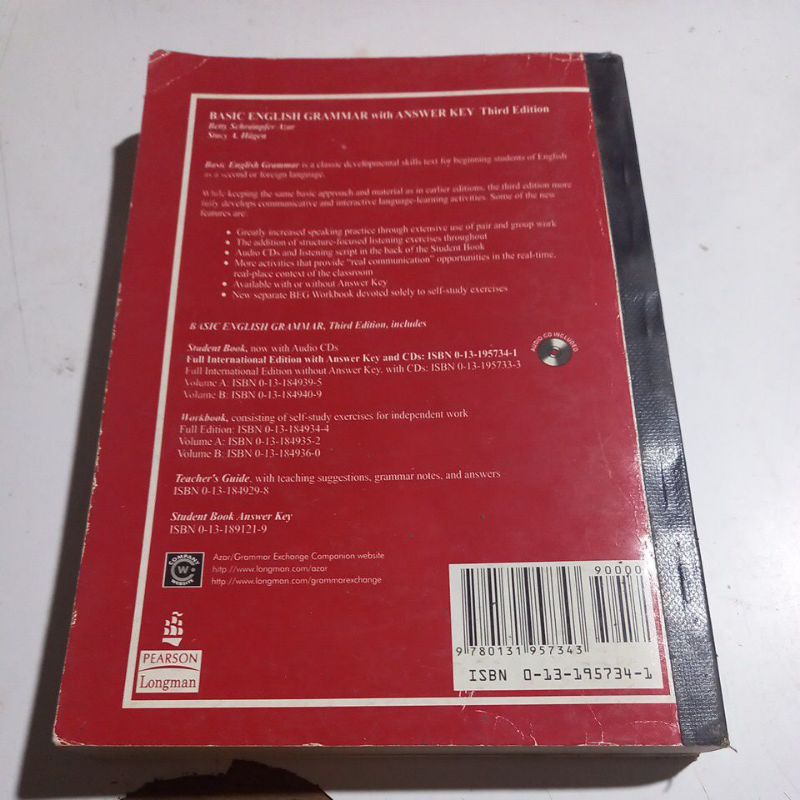 BASIC ENGLISH GRAMMAR with ANSWER KEY Third Edition
Betty Schrampfer Azar
Stacy A. Hagen
Basic English Grammar is a classic developmental skills text for beginning students of English
as a second or foreign language.
While keeping the same basic approach and material as in earlier editions, the third edition more
fully develops communicative and interactive language-learning activities. Some of the new
features are:
• Greatly increased speaking practice through extensive use of pair and group work
• The addition of structure-focused listening exercises throughout
• Audio CDs and listening script in the back of the Student Book
• More activities that provide "real communication" opportunities in the real-time,
real-place context of the classroom
• Available with or without Answer Key
• New separate BEG Workbook devoted solely to self-study exercises
BASIC ENGLISH GRAMMAR, Third Edition, includes
AUDIO CD INCLUDED
Student Book, now with Audio CDs
Full International Edition with Answer Key and CDs: ISBN 0-13-195734-1
Full International Edition without Answer Key, with CDs: ISBN 0-13-195733-3
Volume A: ISBN 0-13-184939-5
Volume B: ISBN 0-13-184940-9
Workbook, consisting of self-study exercises for independent work
Full Edition: ISBN 0-13-184934-4
Volume A: ISBN 0-13-184935-2
Volume B: ISBN 0-13-184936-0
Teacher's Guide, with teaching suggestions, grammar notes, and answers
ISBN 0-13-184929-8
Student Book Answer Key
ISBN 0-13-189121-9
COMPANY
W
WEBSITE
Azar/Grammar Exchange Companion website
http://www.longman.com/azar
http://www.longman.com/grammarexchange
PEARSON
Longman
90000
9 780131 957343
ISBN 0-13-195734-1